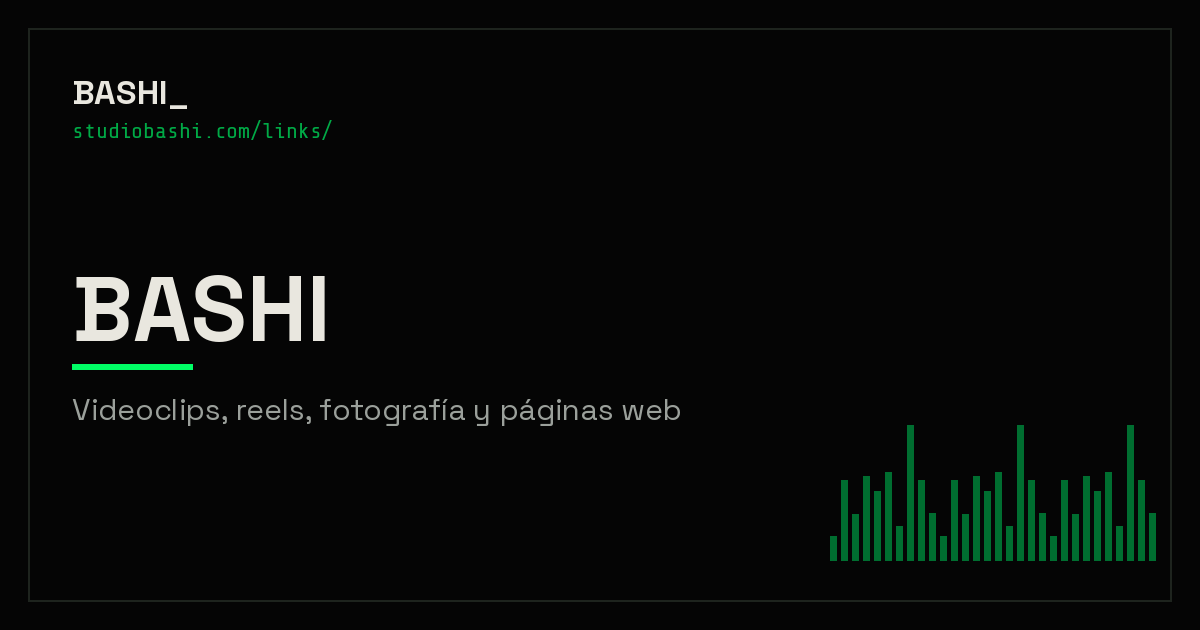 BASHI_
studiobashi.com/links/
BASHI
Videoclips, reels, fotografía y páginas web